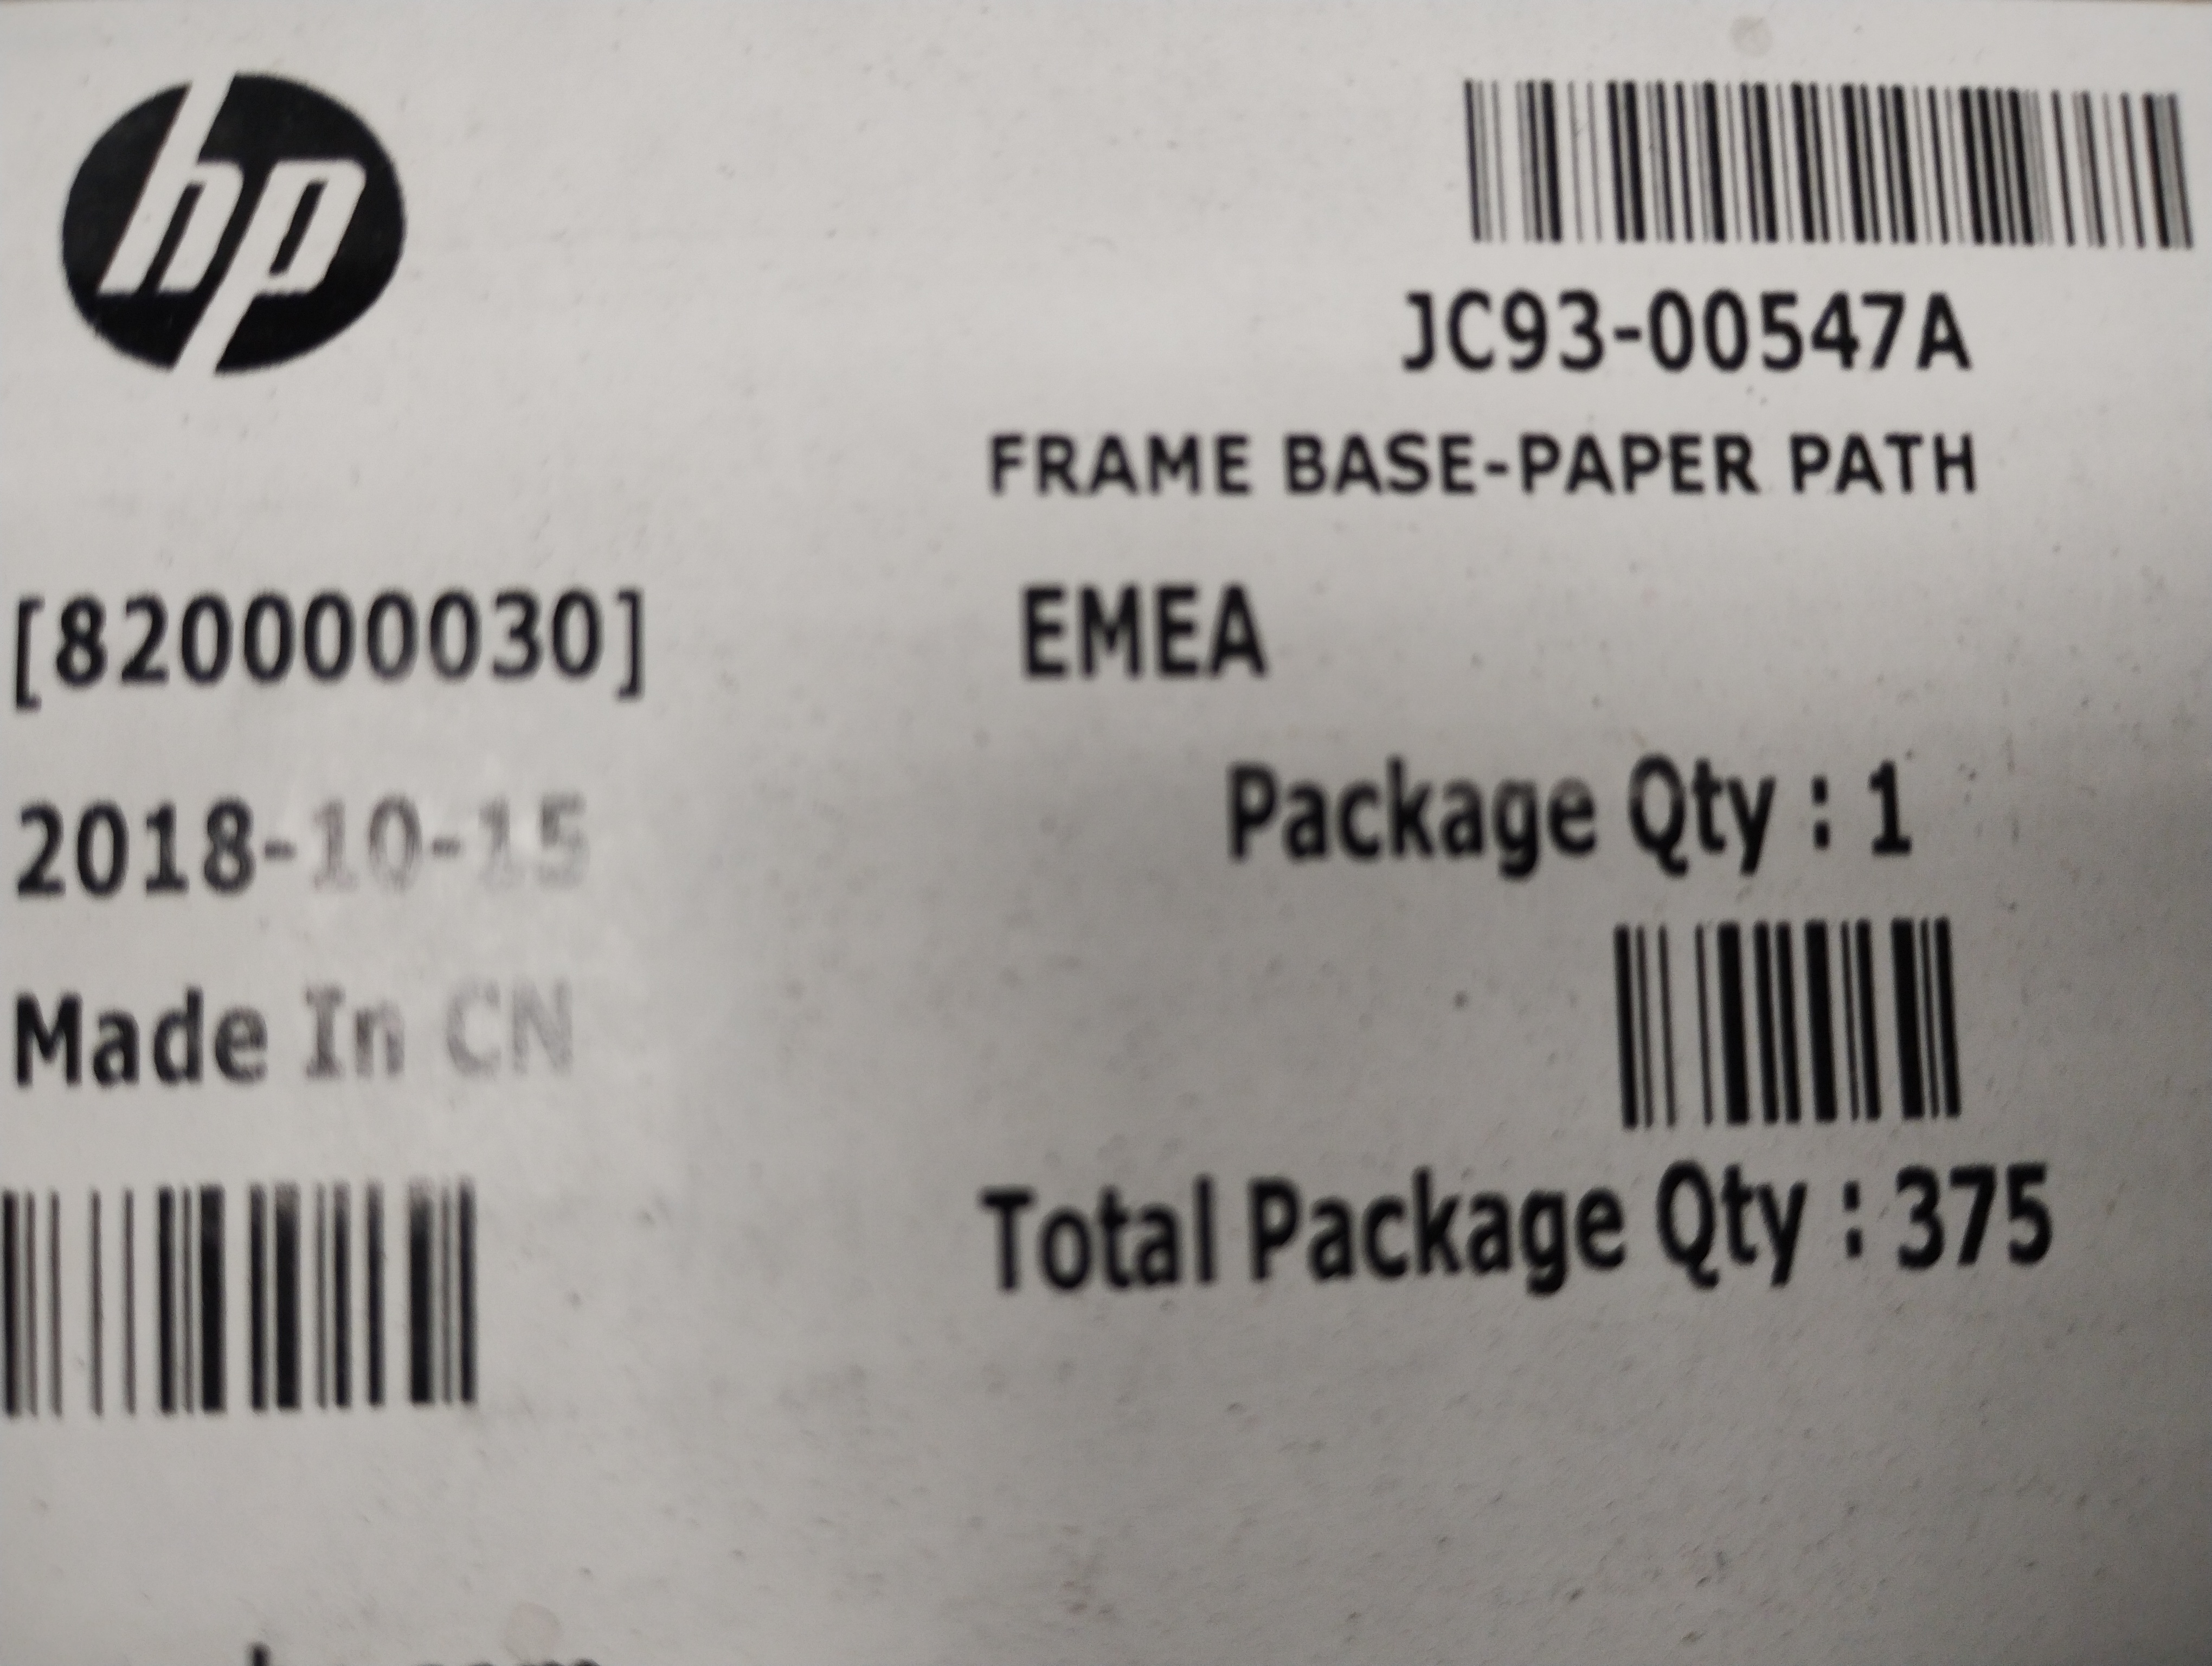 hp
JC93-00547A
FRAME BASE-PAPER PATH
[820000030] EMEA
2018-10-15
Package Qty : 1
Made In CN
Total Package Qty : 375